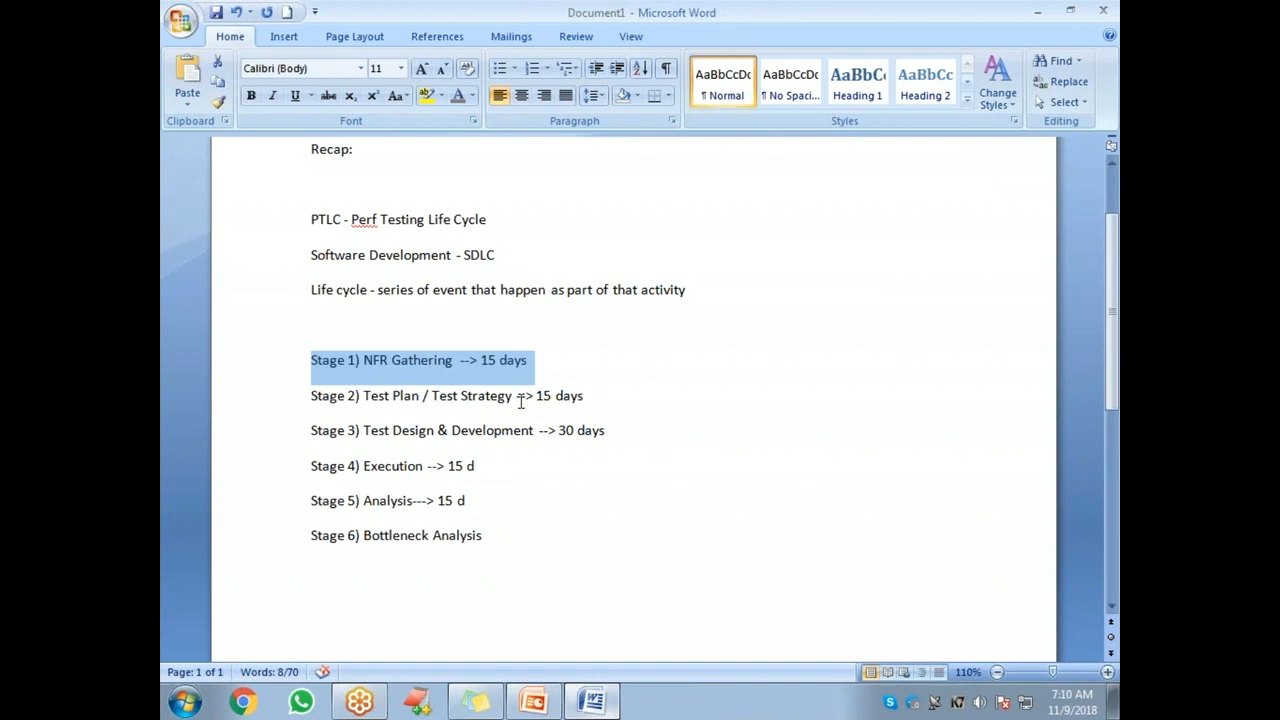 Document1 - Microsoft Word
Home Insert Page Layout References Mailings Review View
Calibri (Body) 11
Paste
Clipboard Font Paragraph Styles Editing
AaBbCcDc AaBbCcDc AaBbC AaBbCc
¶ Normal ¶ No Spaci... Heading 1 Heading 2
Change Styles
Find
Replace
Select
Recap:
PTLC - Perf Testing Life Cycle
Software Development - SDLC
Life cycle - series of event that happen as part of that activity
Stage 1) NFR Gathering --> 15 days
Stage 2) Test Plan / Test Strategy --> 15 days
Stage 3) Test Design & Development --> 30 days
Stage 4) Execution --> 15 d
Stage 5) Analysis---> 15 d
Stage 6) Bottleneck Analysis
Page: 1 of 1 Words: 8/70 110%
7:10 AM
11/9/2018